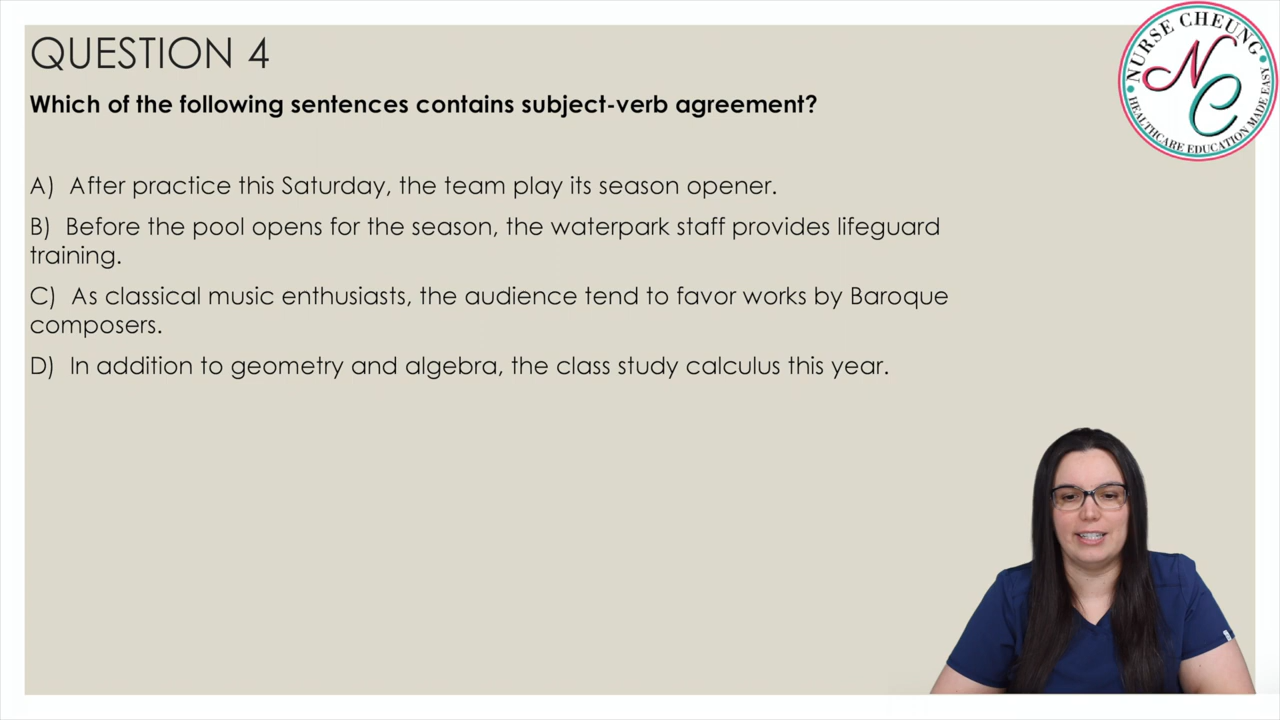 QUESTION 4
Which of the following sentences contains subject-verb agreement?
A) After practice this Saturday, the team play its season opener.
B) Before the pool opens for the season, the waterpark staff provides lifeguard
training.
C) As classical music enthusiasts, the audience tend to favor works by Baroque
composers.
D) In addition to geometry and algebra, the class study calculus this year.
NURSE CHEUNG
NC
HEALTHCARE EDUCATION MADE EASY